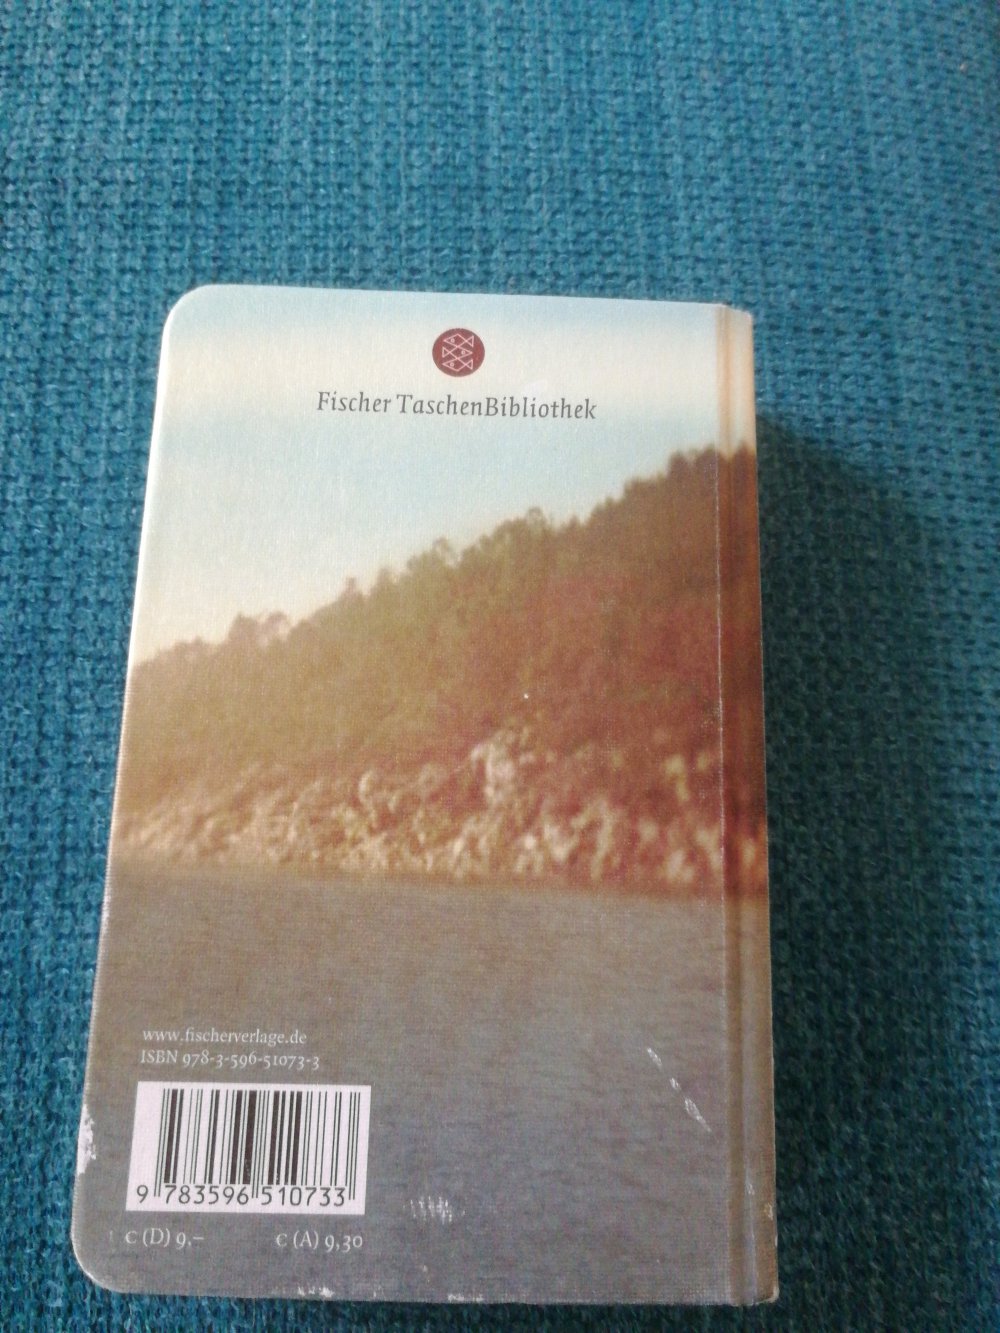 Fischer TaschenBibliothek
www.fischerverlage.de
ISBN 978-3-596-51073-3
9 783596 510733
€ (D) 9,–
€ (A) 9,30